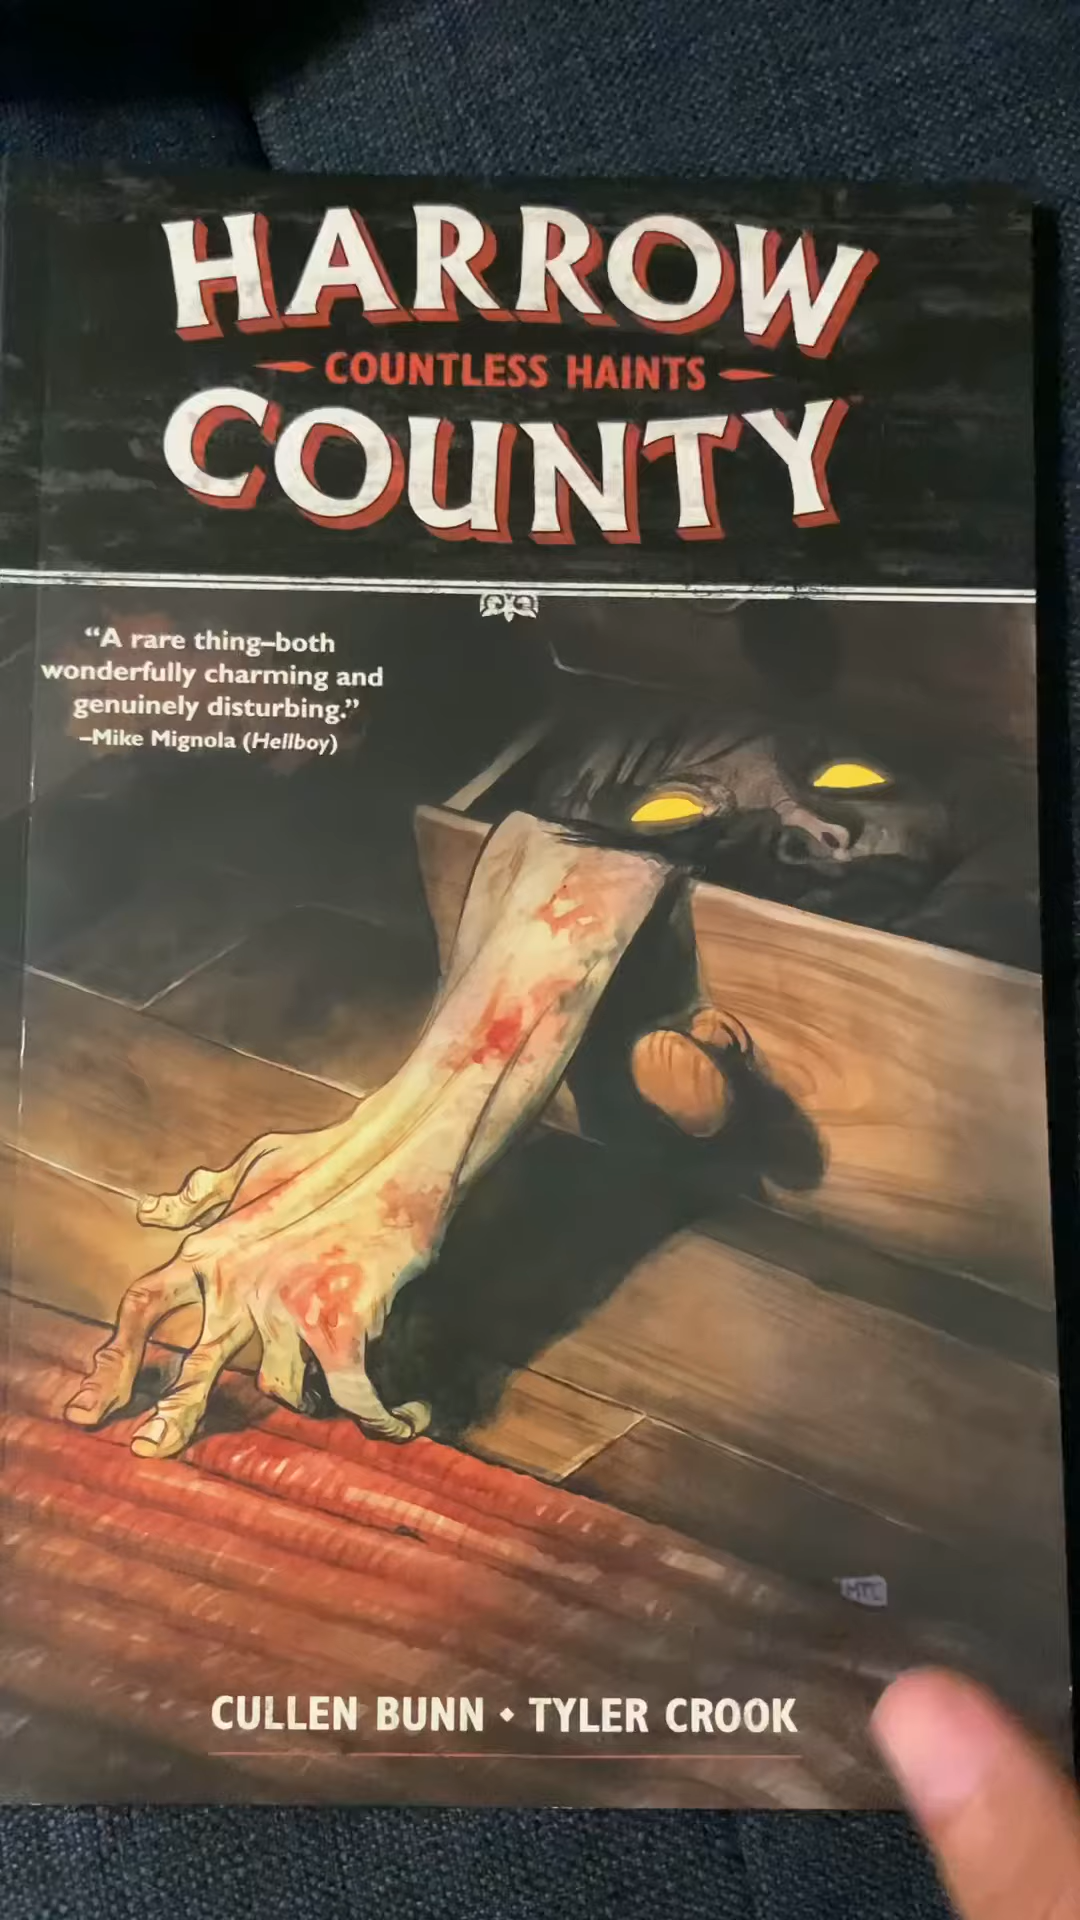 HARROW
COUNTLESS HAINTS
COUNTY
“A rare thing–both
wonderfully charming and
genuinely disturbing.”
–Mike Mignola (Hellboy)
CULLEN BUNN • TYLER CROOK